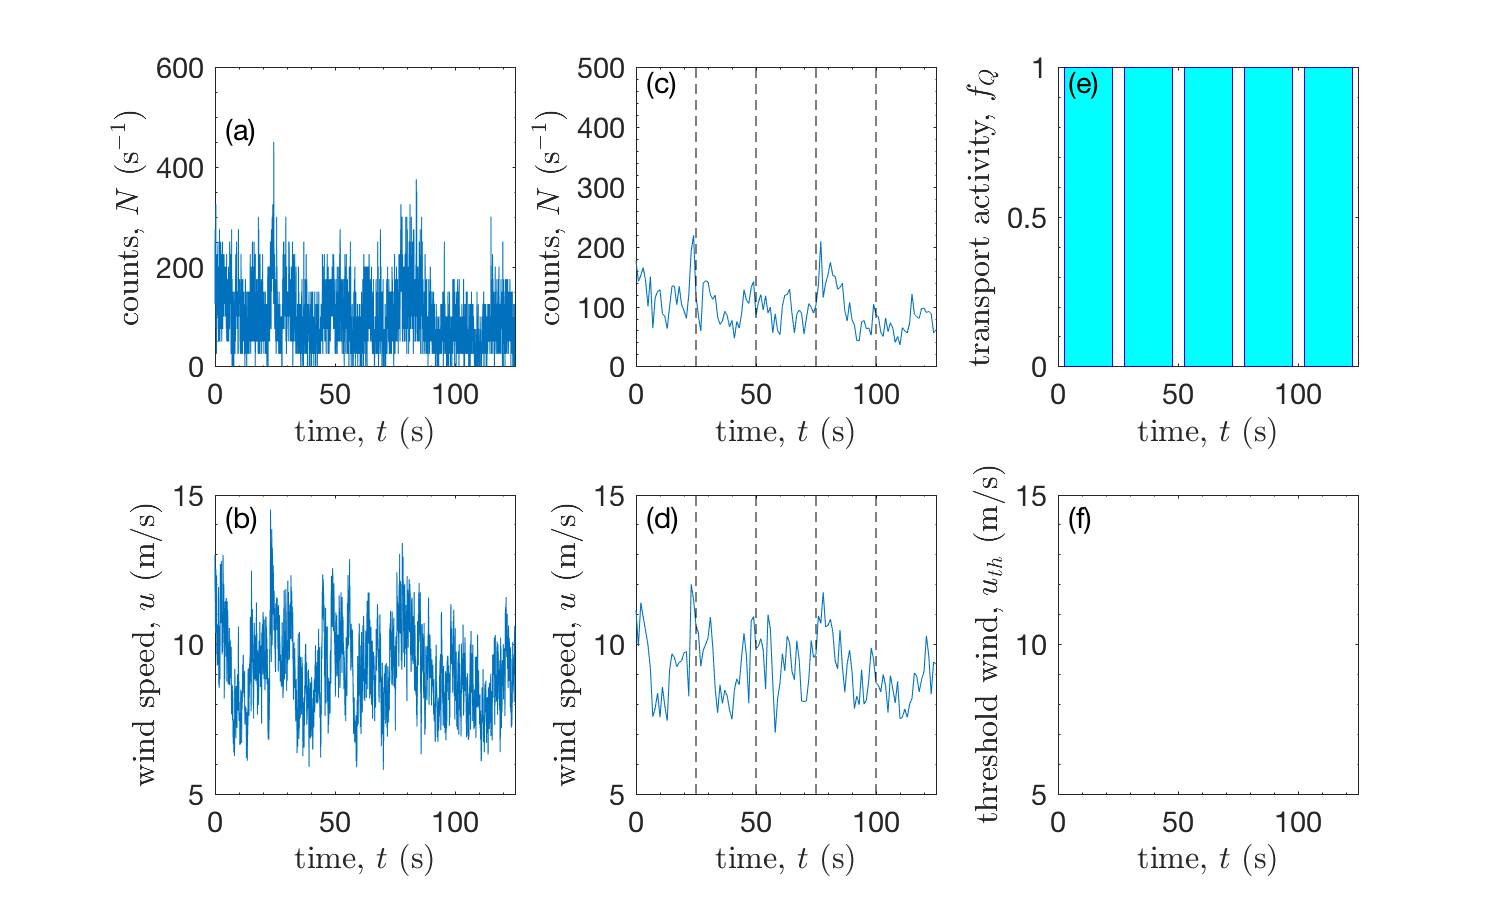 600
400
200
0
0
50
100
counts, N (s⁻¹)
time, t (s)
(a)
500
400
300
200
100
0
0
50
100
counts, N (s⁻¹)
time, t (s)
(c)
1
0.5
0
0
50
100
transport activity, f_Q
time, t (s)
(e)
15
10
5
0
50
100
wind speed, u (m/s)
time, t (s)
(b)
15
10
5
0
50
100
wind speed, u (m/s)
time, t (s)
(d)
15
10
5
0
50
100
threshold wind, u_th (m/s)
time, t (s)
(f)